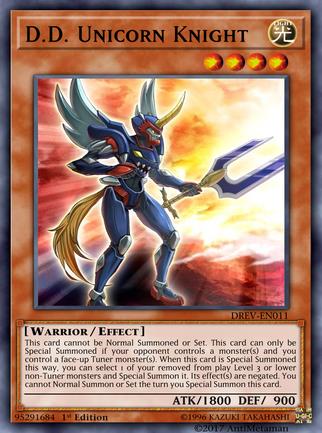 D.D. Unicorn Knight
LIGHT
光
DREV-EN011
[Warrior / Effect]
This card cannot be Normal Summoned or Set. This card can only be
Special Summoned if your opponent controls a monster(s) and you
control a face-up Tuner monster(s). When this card is Special Summoned
this way, you can select 1 of your removed from play Level 3 or lower
non-Tuner monsters and Special Summon it. Its effect(s) are negated. You
cannot Normal Summon or Set the turn you Special Summon this card.
ATK/1800 DEF/ 900
95291684 1st Edition ©1996 KAZUKI TAKAHASHI
©2017 AntiMetaman